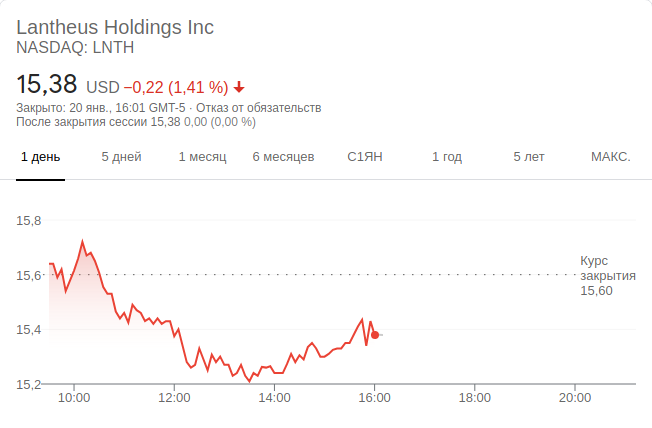 Lantheus Holdings Inc
NASDAQ: LNTH
15,38 USD −0,22 (1,41 %)
Закрыто: 20 янв., 16:01 GMT-5 · Отказ от обязательств
После закрытия сессии 15,38 0,00 (0,00 %)
1 день 5 дней 1 месяц 6 месяцев С1ЯН 1 год 5 лет МАКС.
15,8
15,6
Курс
закрытия
15,60
15,4
15,2
10:00 12:00 14:00 16:00 18:00 20:00